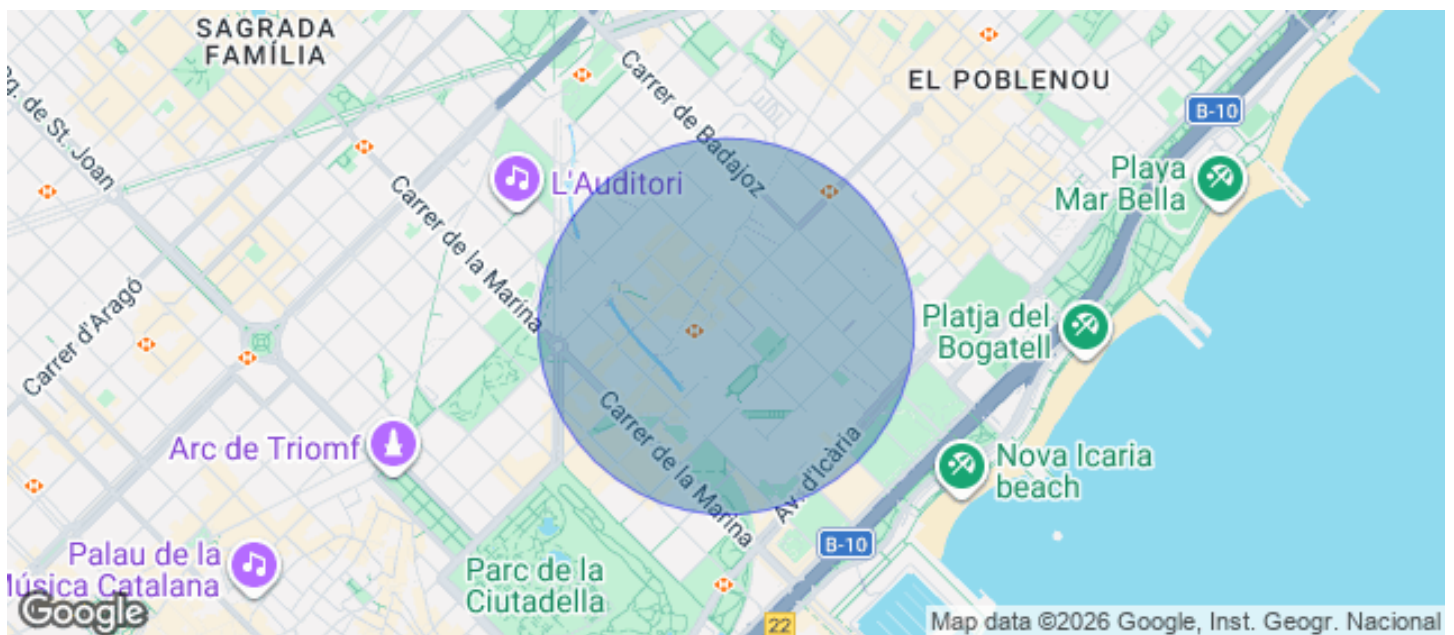 SAGRADA
FAMÍLIA
Carrer de Badajoz
EL POBLENOU
B-10
Pg. de St. Joan
L'Auditori
Playa
Mar Bella
Carrer de la Marina
Carrer d'Aragó
Platja del
Bogatell
Arc de Triomf
Carrer de la Marina
Av. d'Icària
Nova Icaria
beach
B-10
Palau de la
Música Catalana
Parc de la
Ciutadella
Google
22
Map data ©2026 Google, Inst. Geogr. Nacional